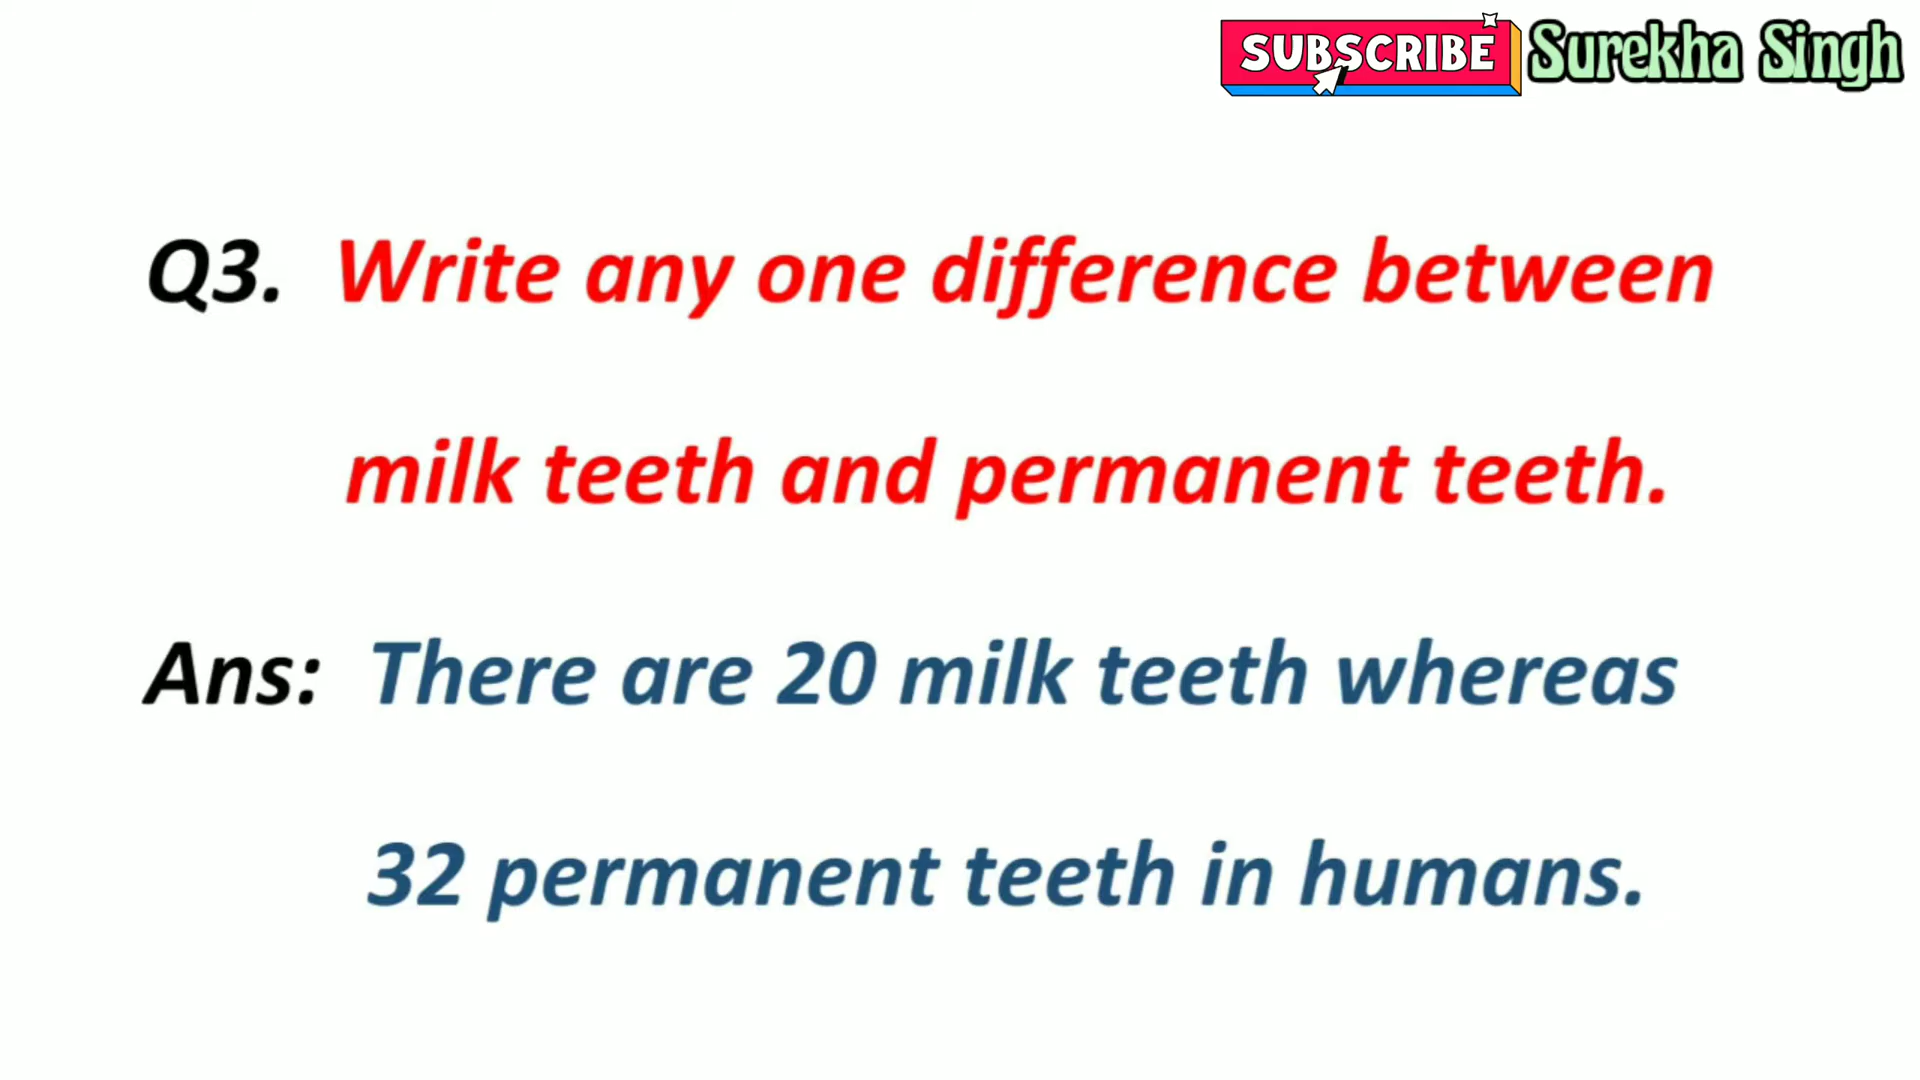 SUBSCRIBE Surekha Singh
Q3. Write any one difference between
milk teeth and permanent teeth.
Ans: There are 20 milk teeth whereas
32 permanent teeth in humans.